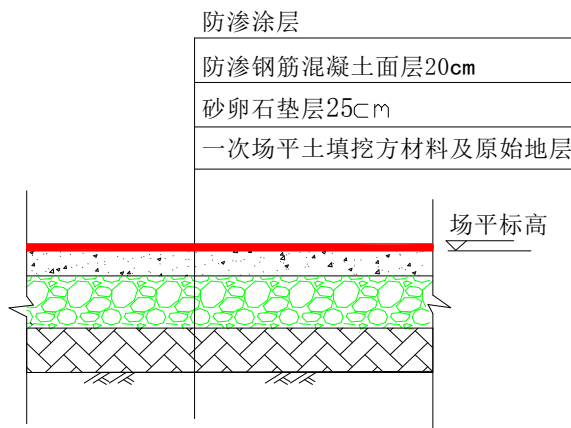 防渗涂层
防渗钢筋混凝土面层20cm
砂卵石垫层25cm
一次场平土填挖方材料及原始地层
场平标高